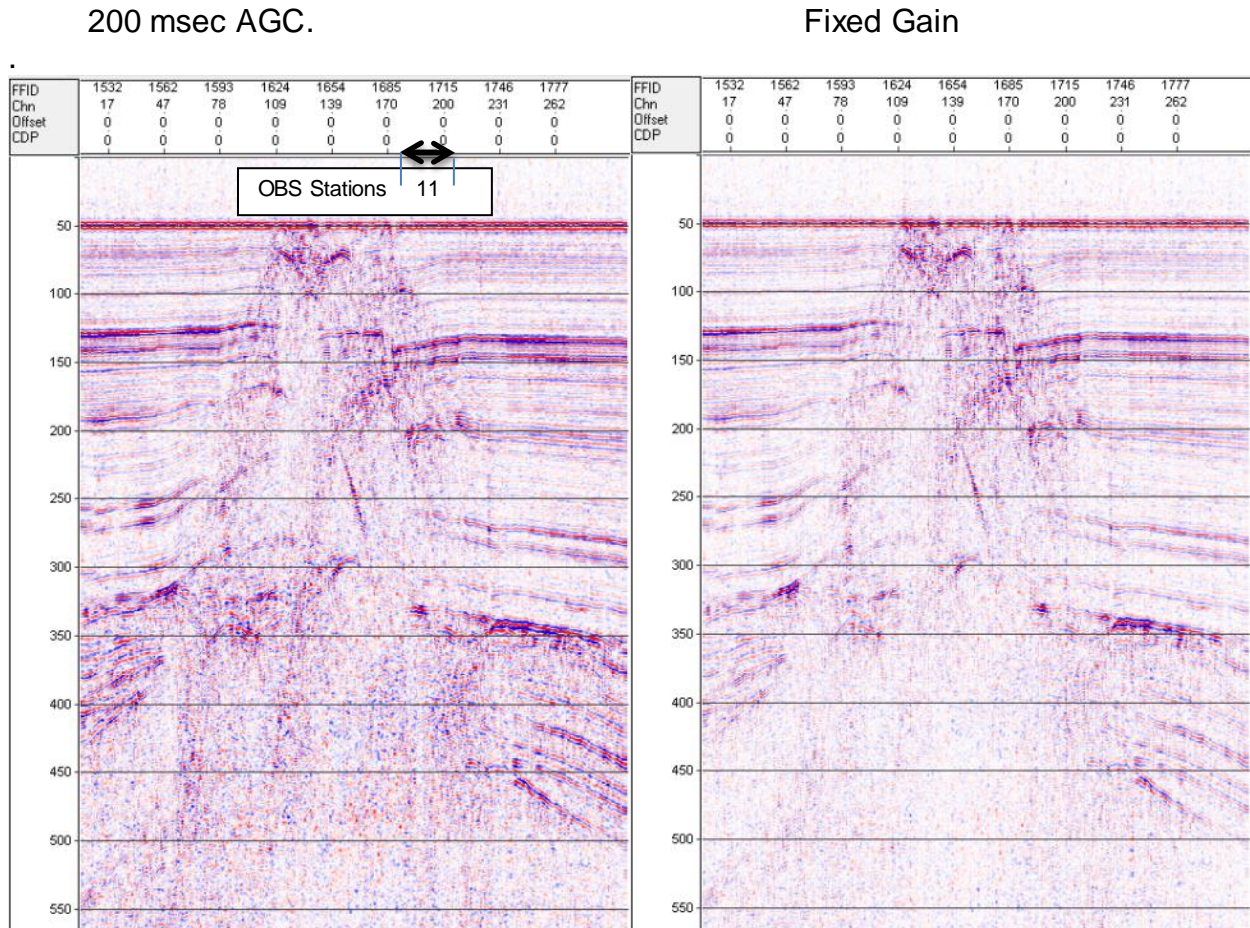 200 msec AGC. Fixed Gain
.
FFID 1532 1562 1593 1624 1654 1685 1715 1746 1777
Chn 17 47 78 109 139 170 200 231 262
Offset 0 0 0 0 0 0 0 0 0
CDP 0 0 0 0 0 0 0 0 0
FFID 1532 1562 1593 1624 1654 1685 1715 1746 1777
Chn 17 47 78 109 139 170 200 231 262
Offset 0 0 0 0 0 0 0 0 0
CDP 0 0 0 0 0 0 0 0 0
OBS Stations 11
50
100
150
200
250
300
350
400
450
500
550
50
100
150
200
250
300
350
400
450
500
550